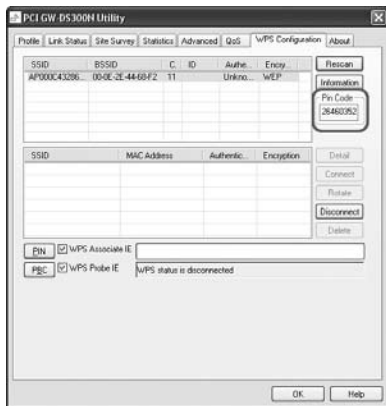 PCI GW-DS300N Utility
Profile Link Status Site Survey Statistics Advanced QoS WPS Configuration About
SSID BSSID C. ID Authe... Encry... Rescan
AP000C43286... 00-0E-2E-44-68-F2 11 Unkno... WEP Information
Pin Code
26460352
SSID MAC Address Authentic... Encryption Detail
Connect
Rotate
Disconnect
Delete
PIN WPS Associate IE
PBC WPS Probe IE WPS status is disconnected
OK Help